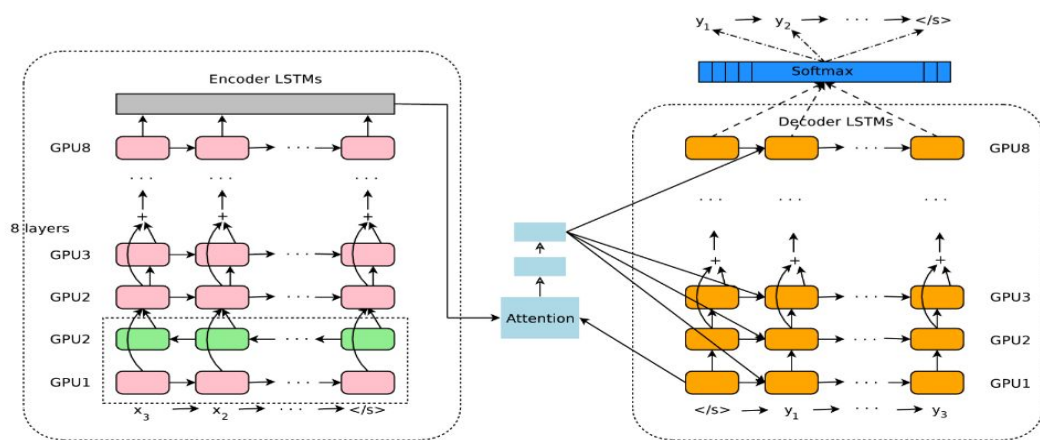 y1 y2 · · · </s>
Softmax
Encoder LSTMs
Decoder LSTMs
GPU8 · · · · · · GPU8
· · · · · ·
8 layers
GPU3 + + + + + +
GPU2 · · · · · · GPU3
Attention
GPU2 · · · · · · GPU2
GPU1 · · · · · · GPU1
x3 x2 · · · </s> </s> y1 · · · y3